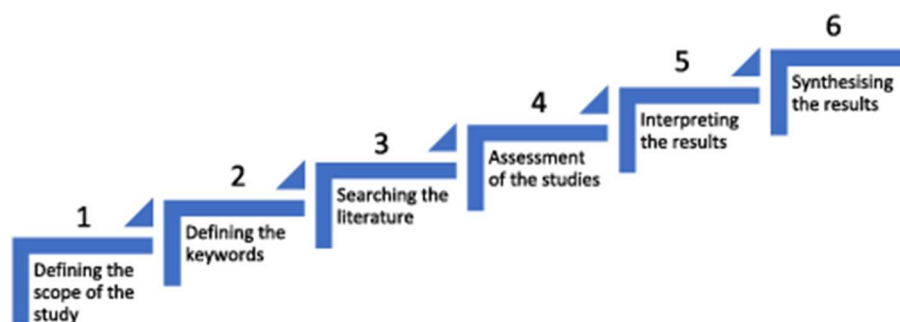 1
Defining the
scope of the
study
2
Defining the
keywords
3
Searching the
literature
4
Assessment
of the studies
5
Interpreting
the results
6
Synthesising
the results